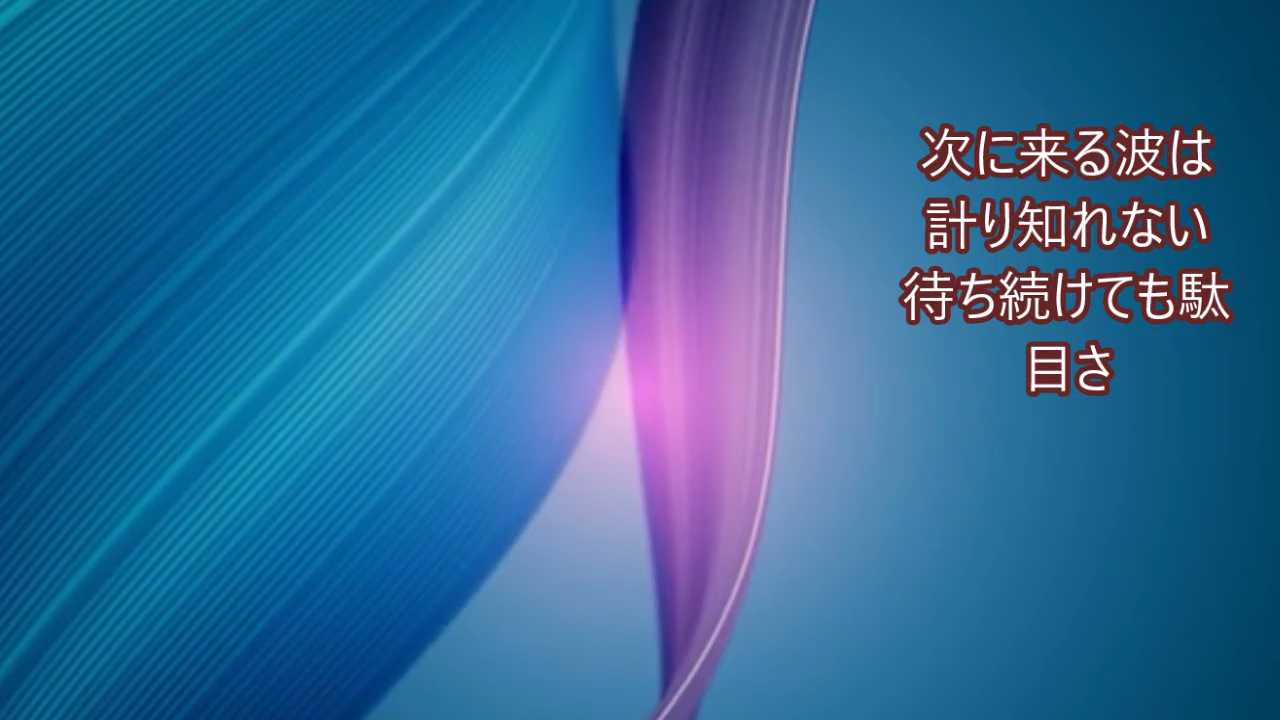 次に来る波は
計り知れない
待ち続けても駄
目さ